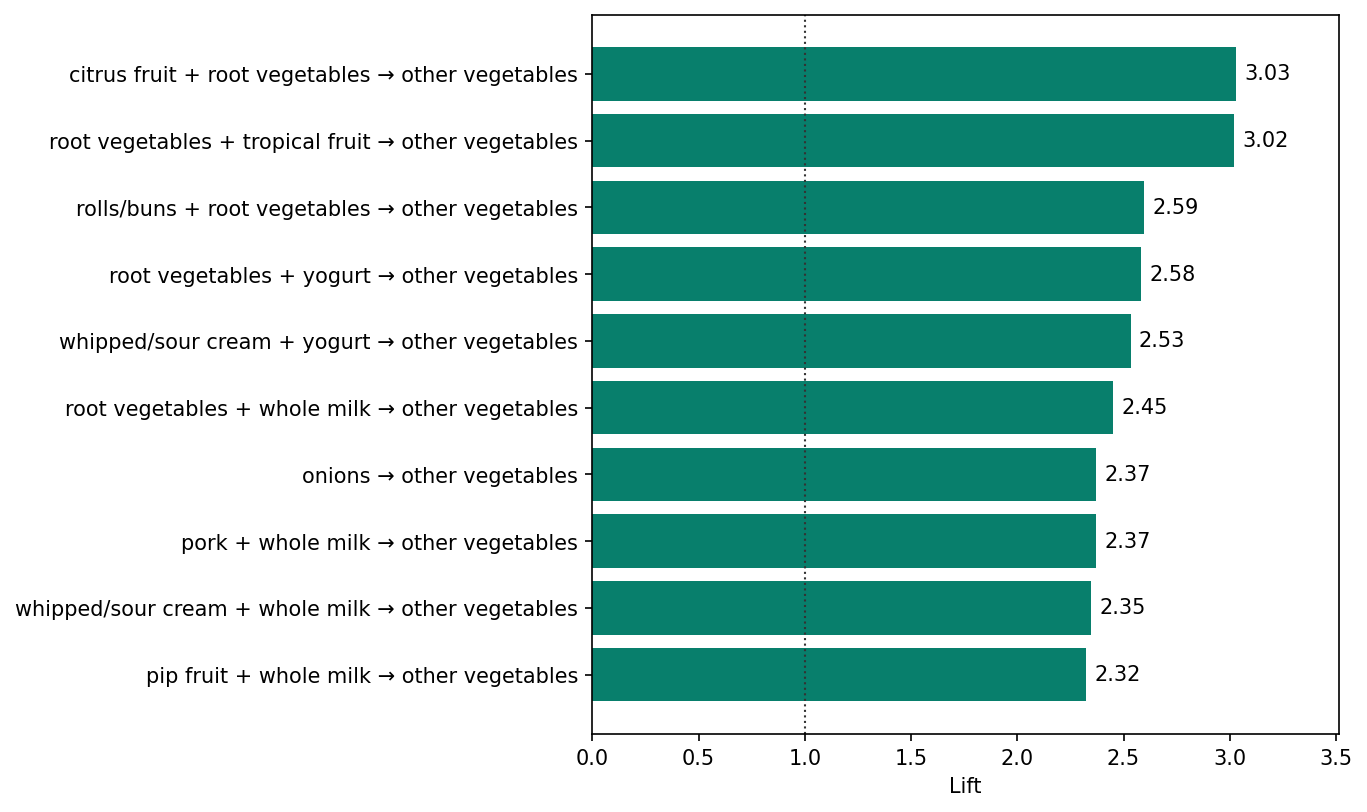 citrus fruit + root vegetables → other vegetables 3.03
root vegetables + tropical fruit → other vegetables 3.02
rolls/buns + root vegetables → other vegetables 2.59
root vegetables + yogurt → other vegetables 2.58
whipped/sour cream + yogurt → other vegetables 2.53
root vegetables + whole milk → other vegetables 2.45
onions → other vegetables 2.37
pork + whole milk → other vegetables 2.37
whipped/sour cream + whole milk → other vegetables 2.35
pip fruit + whole milk → other vegetables 2.32
0.0 0.5 1.0 1.5 2.0 2.5 3.0 3.5
Lift